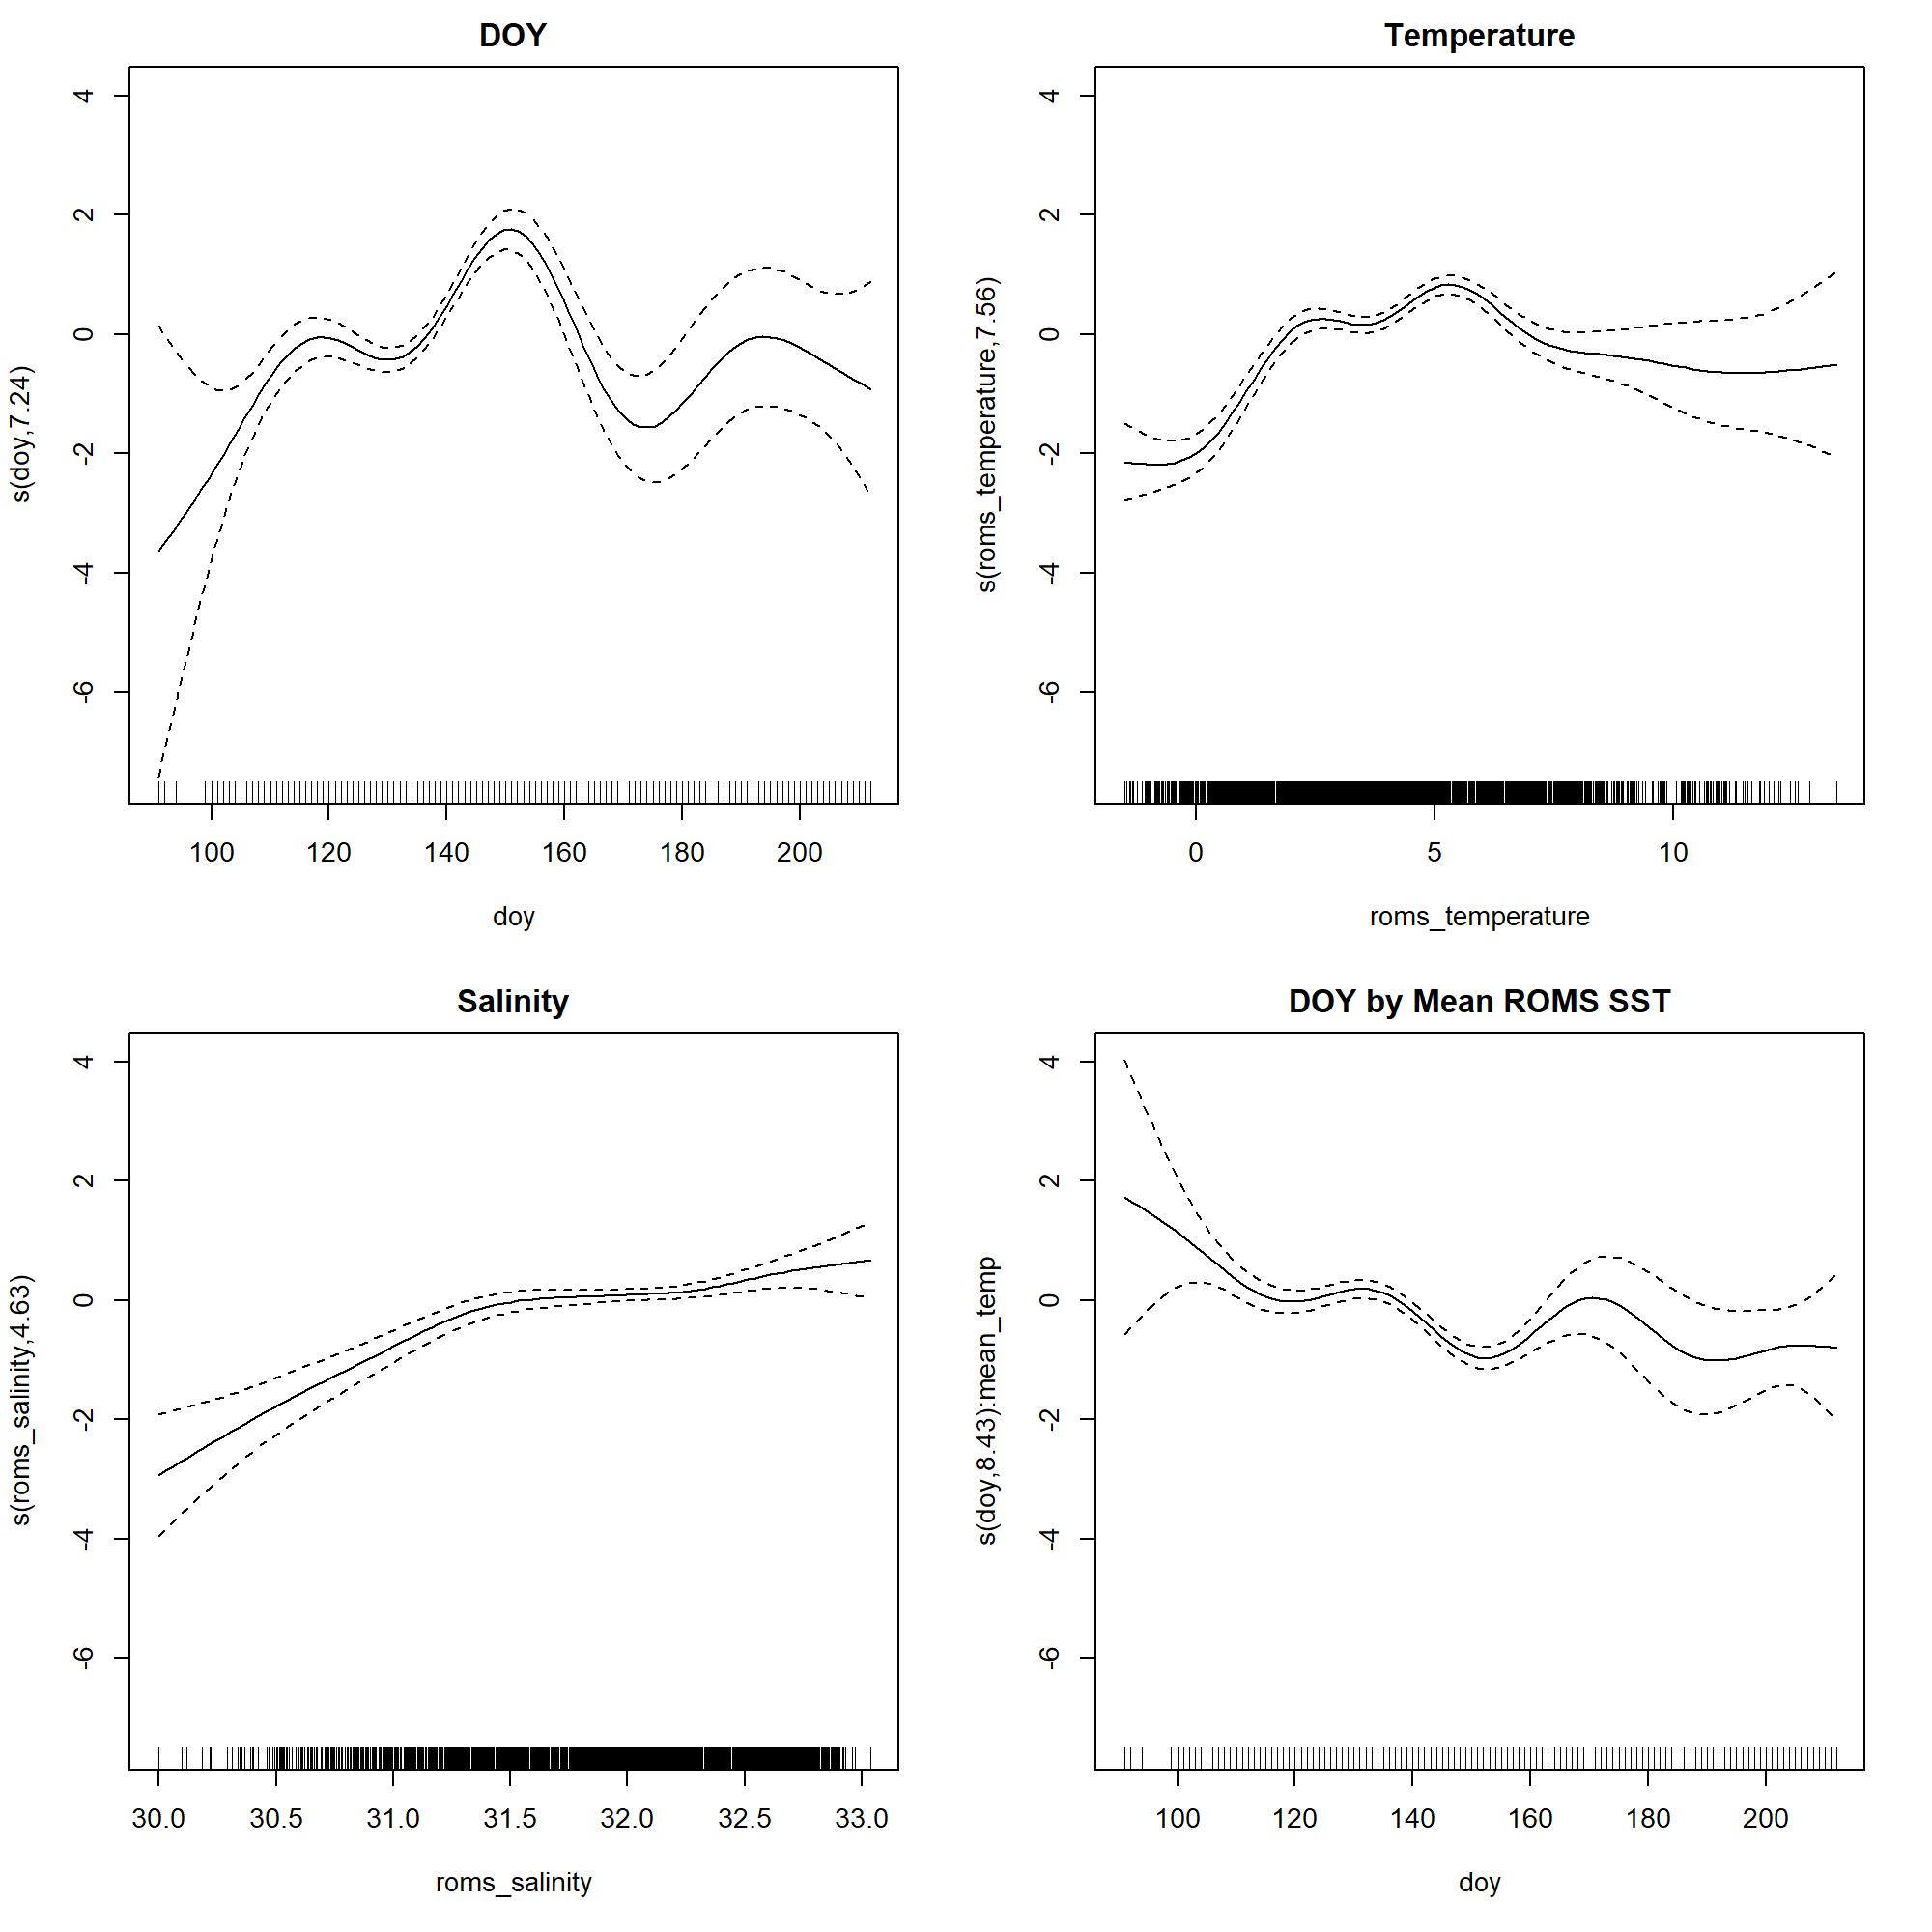 DOY
4
2
0
-2
-4
-6
s(doy,7.24)
100 120 140 160 180 200
doy
Temperature
4
2
0
-2
-4
-6
s(roms_temperature,7.56)
0 5 10
roms_temperature
Salinity
4
2
0
-2
-4
-6
s(roms_salinity,4.63)
30.0 30.5 31.0 31.5 32.0 32.5 33.0
roms_salinity
DOY by Mean ROMS SST
4
2
0
-2
-4
-6
s(doy,8.43):mean_temp
100 120 140 160 180 200
doy